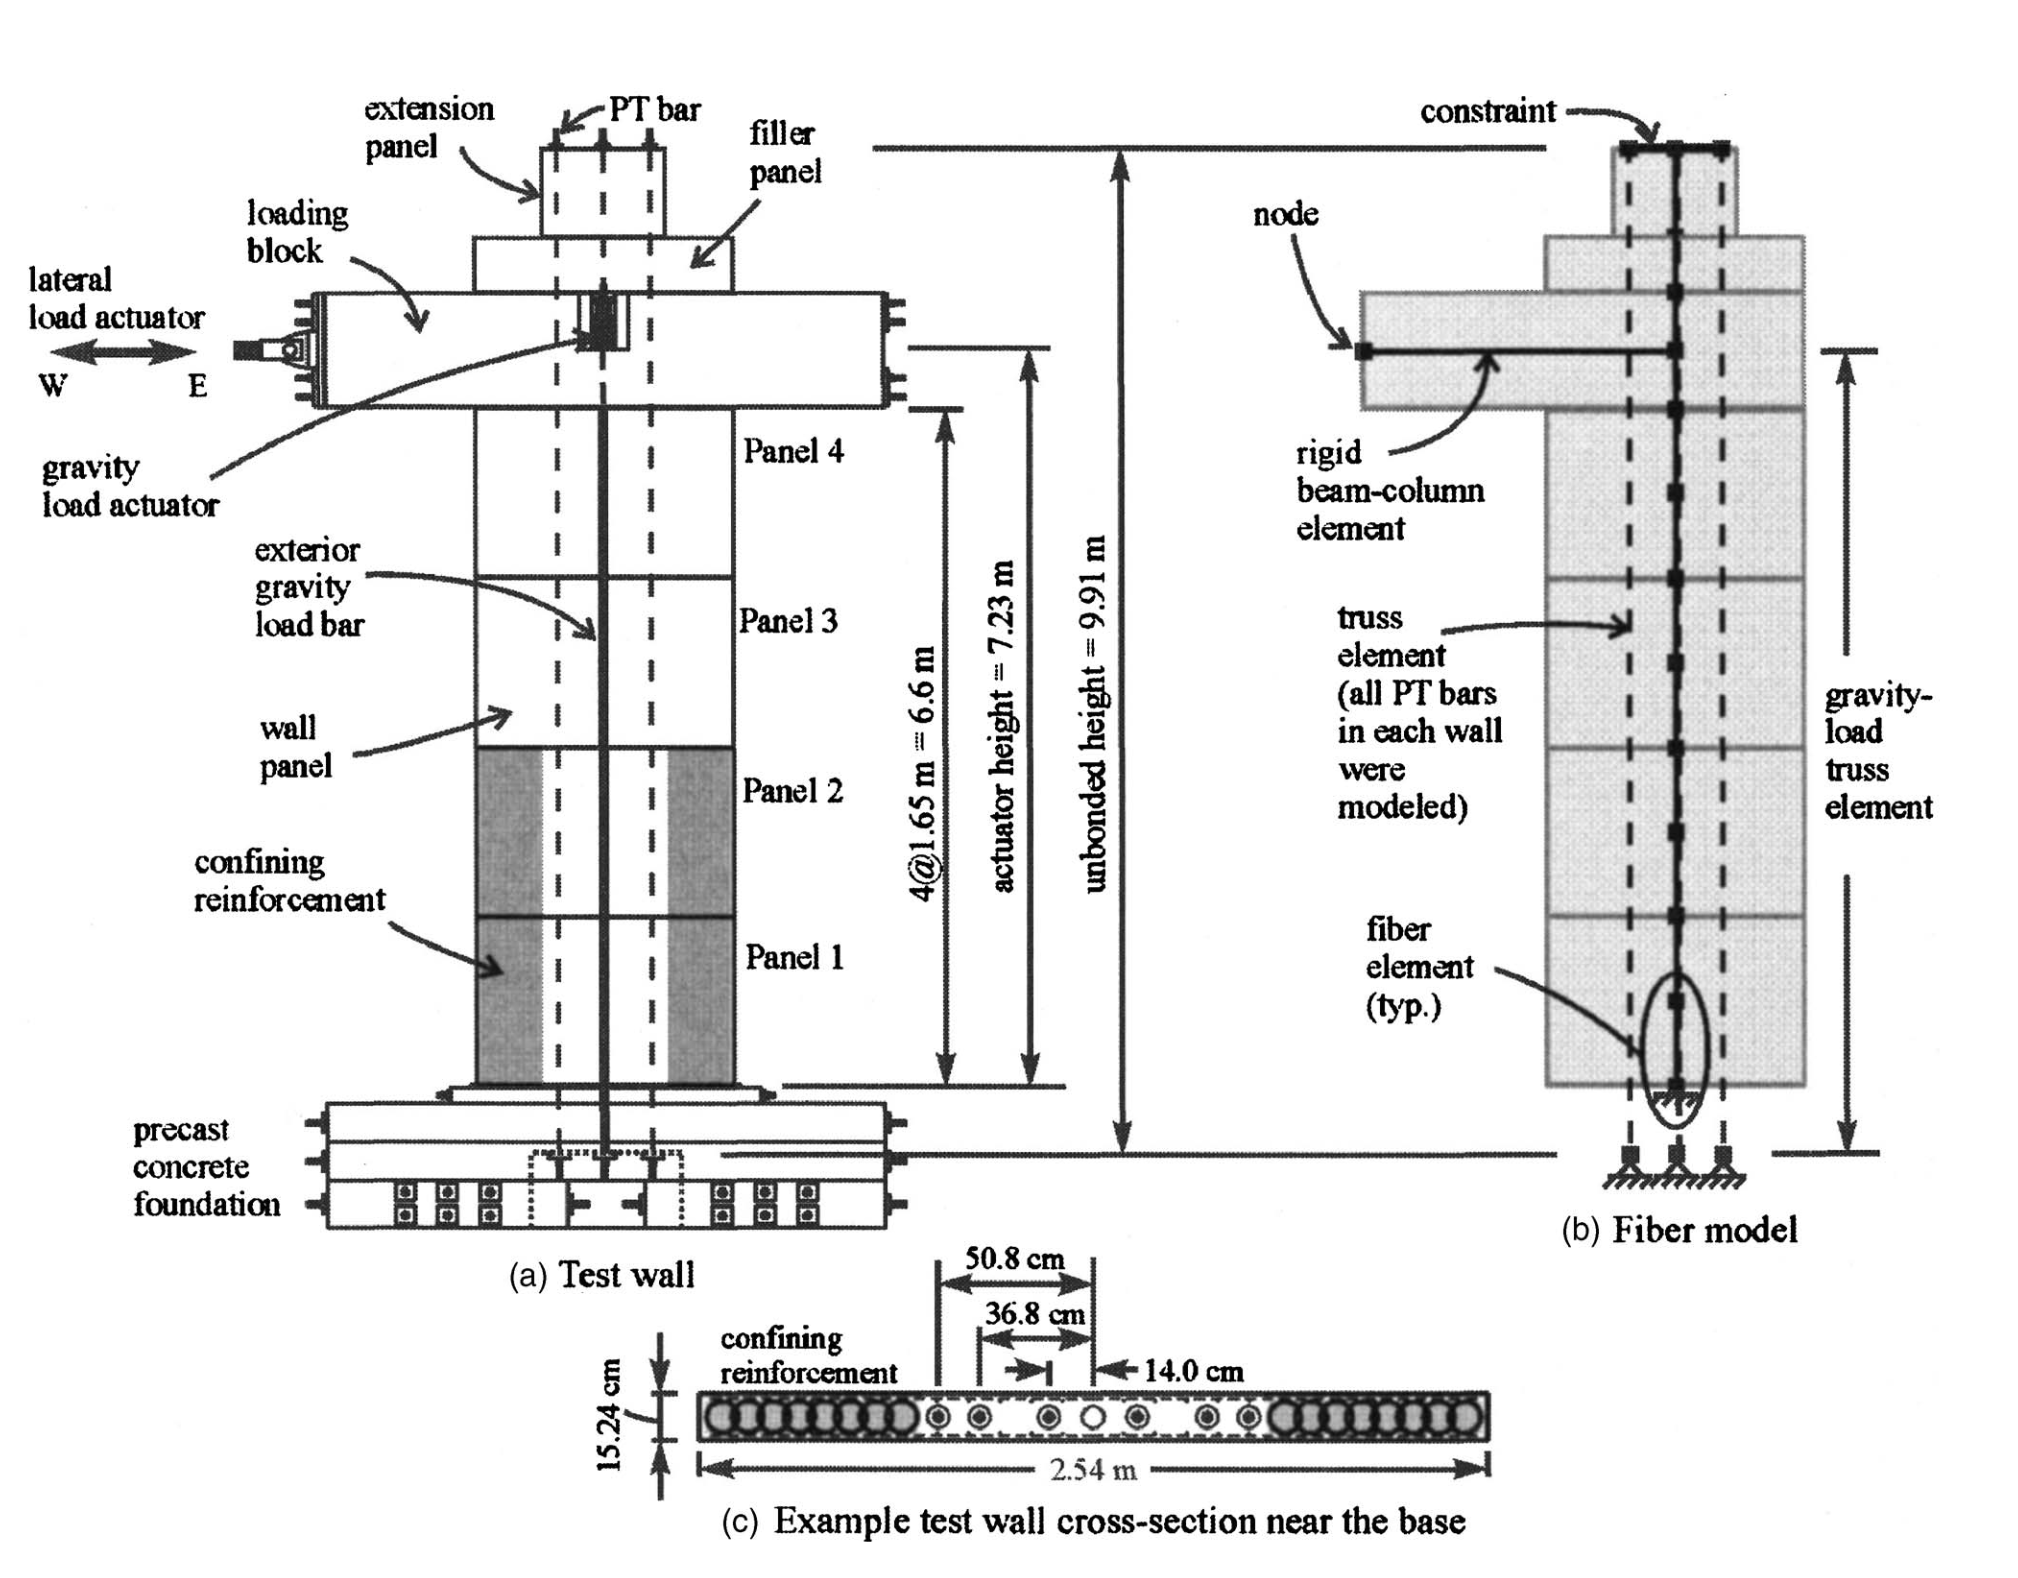 extension
panel
PT bar
filler
panel
loading
block
lateral
load actuator
W E
gravity
load actuator
exterior
gravity
load bar
wall
panel
confining
reinforcement
precast
concrete
foundation
Panel 4
Panel 3
Panel 2
Panel 1
4@1.65 m = 6.6 m
actuator height = 7.23 m
unbonded height = 9.91 m
(a) Test wall
constraint
node
rigid
beam-column
element
truss
element
(all PT bars
in each wall
were
modeled)
fiber
element
(typ.)
gravity-
load
truss
element
(b) Fiber model
50.8 cm
36.8 cm
14.0 cm
confining
reinforcement
15.24 cm
2.54 m
(c) Example test wall cross-section near the base